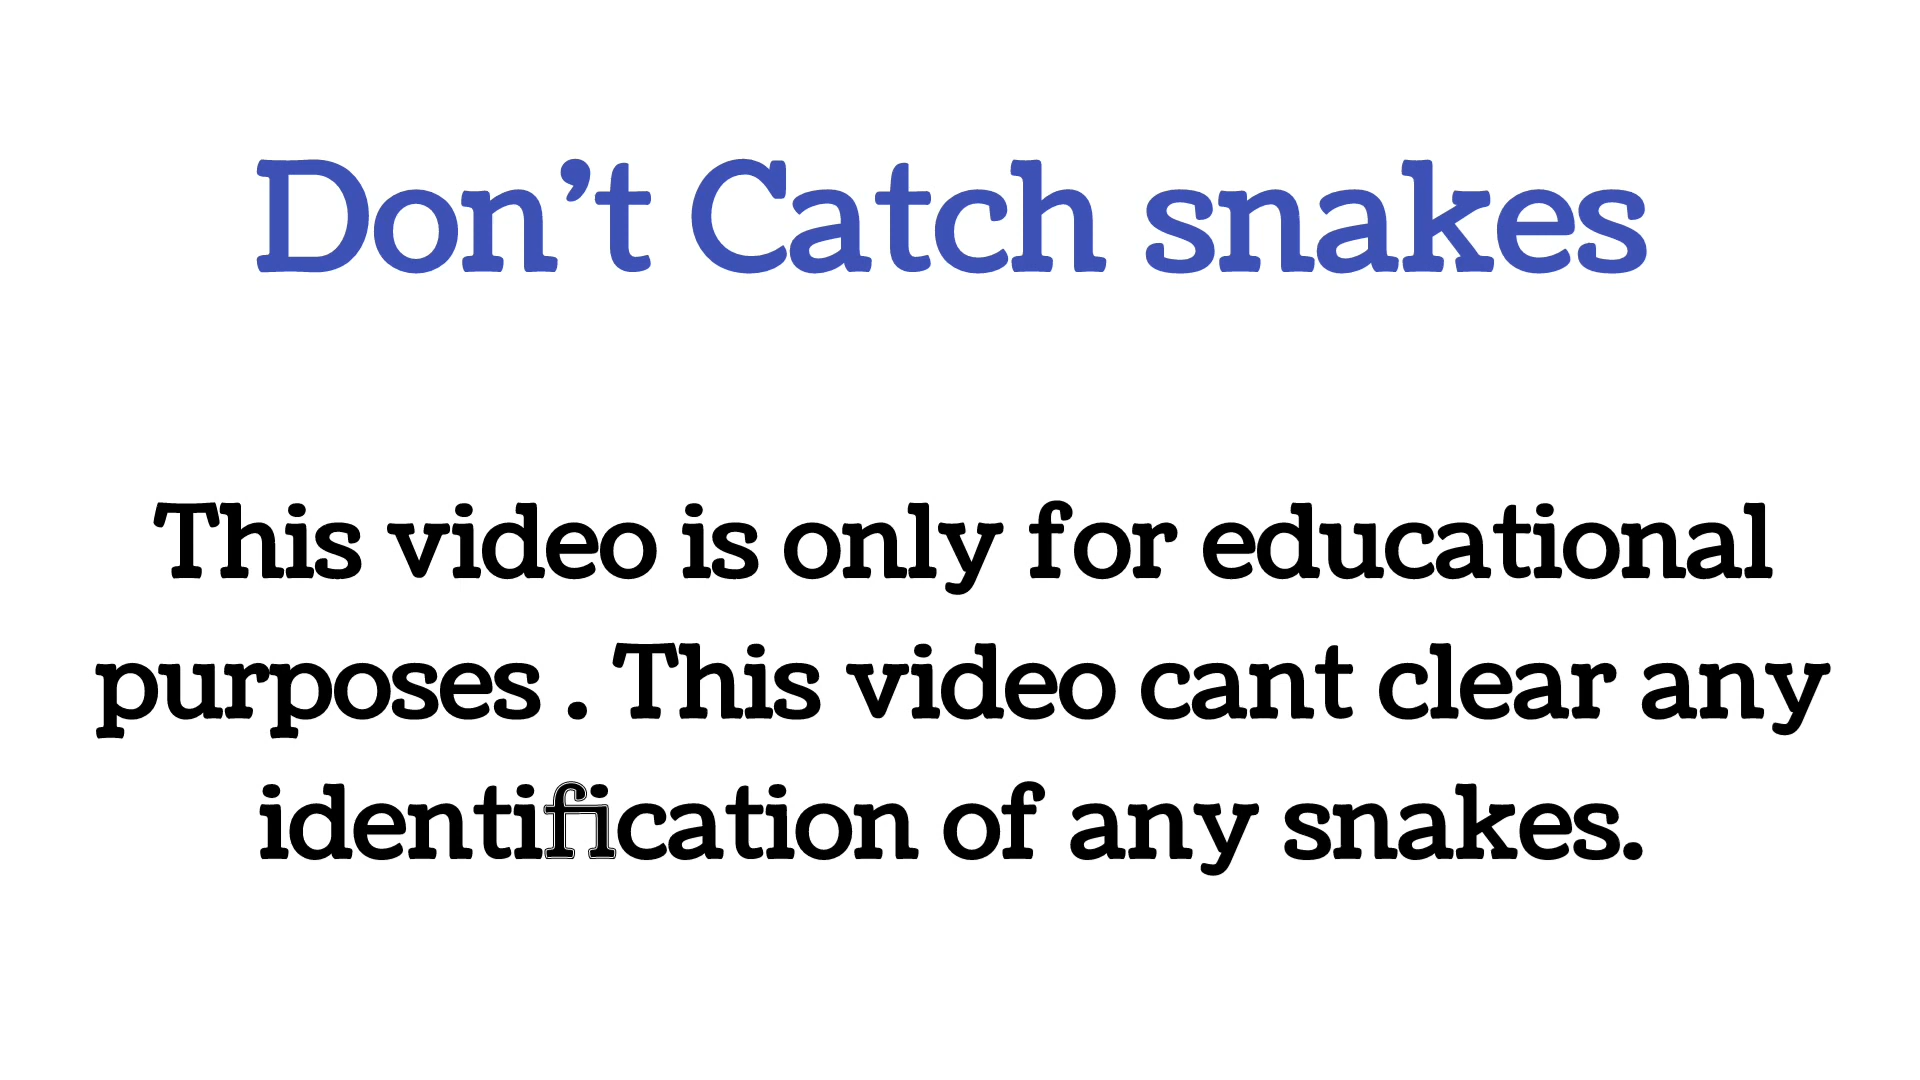 Don’t Catch snakes
This video is only for educational
purposes . This video cant clear any
identification of any snakes.